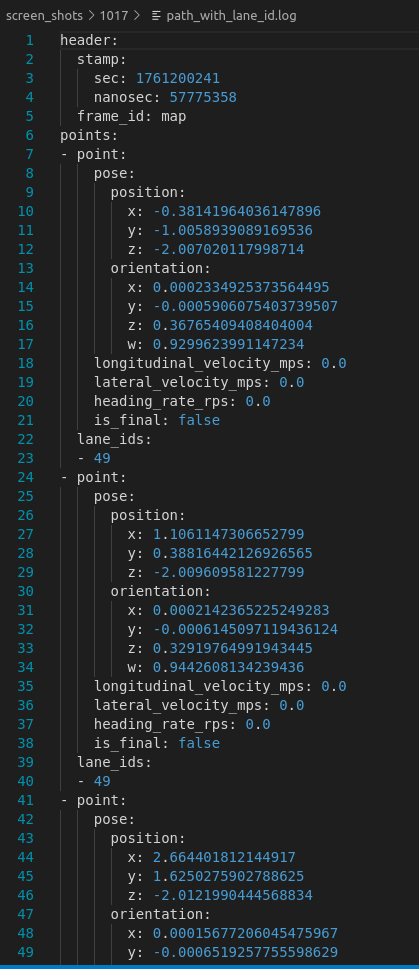 screen_shots > 1017 > path_with_lane_id.log
1 header:
2   stamp:
3     sec: 1761200241
4     nanosec: 57775358
5   frame_id: map
6 points:
7 - point:
8     pose:
9       position:
10         x: -0.38141964036147896
11         y: -1.0058939089169536
12         z: -2.007020117998714
13       orientation:
14         x: 0.0002334925373564495
15         y: -0.0005906075403739507
16         z: 0.36765409408404004
17         w: 0.9299623991147234
18     longitudinal_velocity_mps: 0.0
19     lateral_velocity_mps: 0.0
20     heading_rate_rps: 0.0
21     is_final: false
22   lane_ids:
23   - 49
24 - point:
25     pose:
26       position:
27         x: 1.1061147306652799
28         y: 0.38816442126926565
29         z: -2.009609581227799
30       orientation:
31         x: 0.0002142365225249283
32         y: -0.0006145097119436124
33         z: 0.32919764991943445
34         w: 0.9442608134239436
35     longitudinal_velocity_mps: 0.0
36     lateral_velocity_mps: 0.0
37     heading_rate_rps: 0.0
38     is_final: false
39   lane_ids:
40   - 49
41 - point:
42     pose:
43       position:
44         x: 2.664401812144917
45         y: 1.6250275902788625
46         z: -2.0121990444568834
47       orientation:
48         x: 0.00015677206045475967
49         y: -0.0006519257755598629